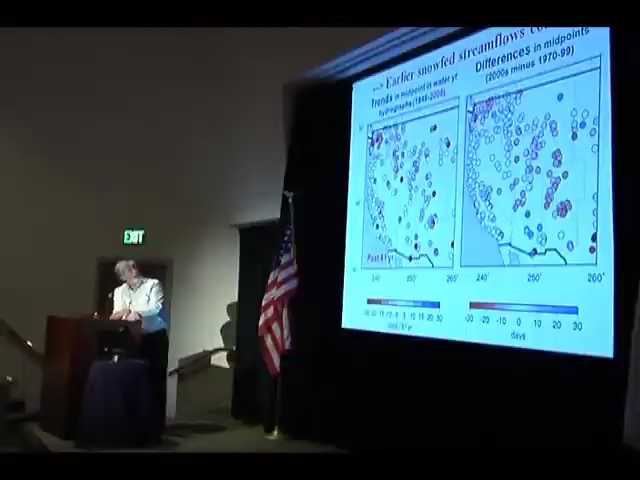 --> Earlier snowfed streamflows
Trends in midpoint in water yr
hydrographs (1948-2008)
Differences in midpoints
(2000s minus 1970-99)
EXIT
240° 250° 260°
240° 250° 260°
-30 -20 -10 0 10 20 30
days